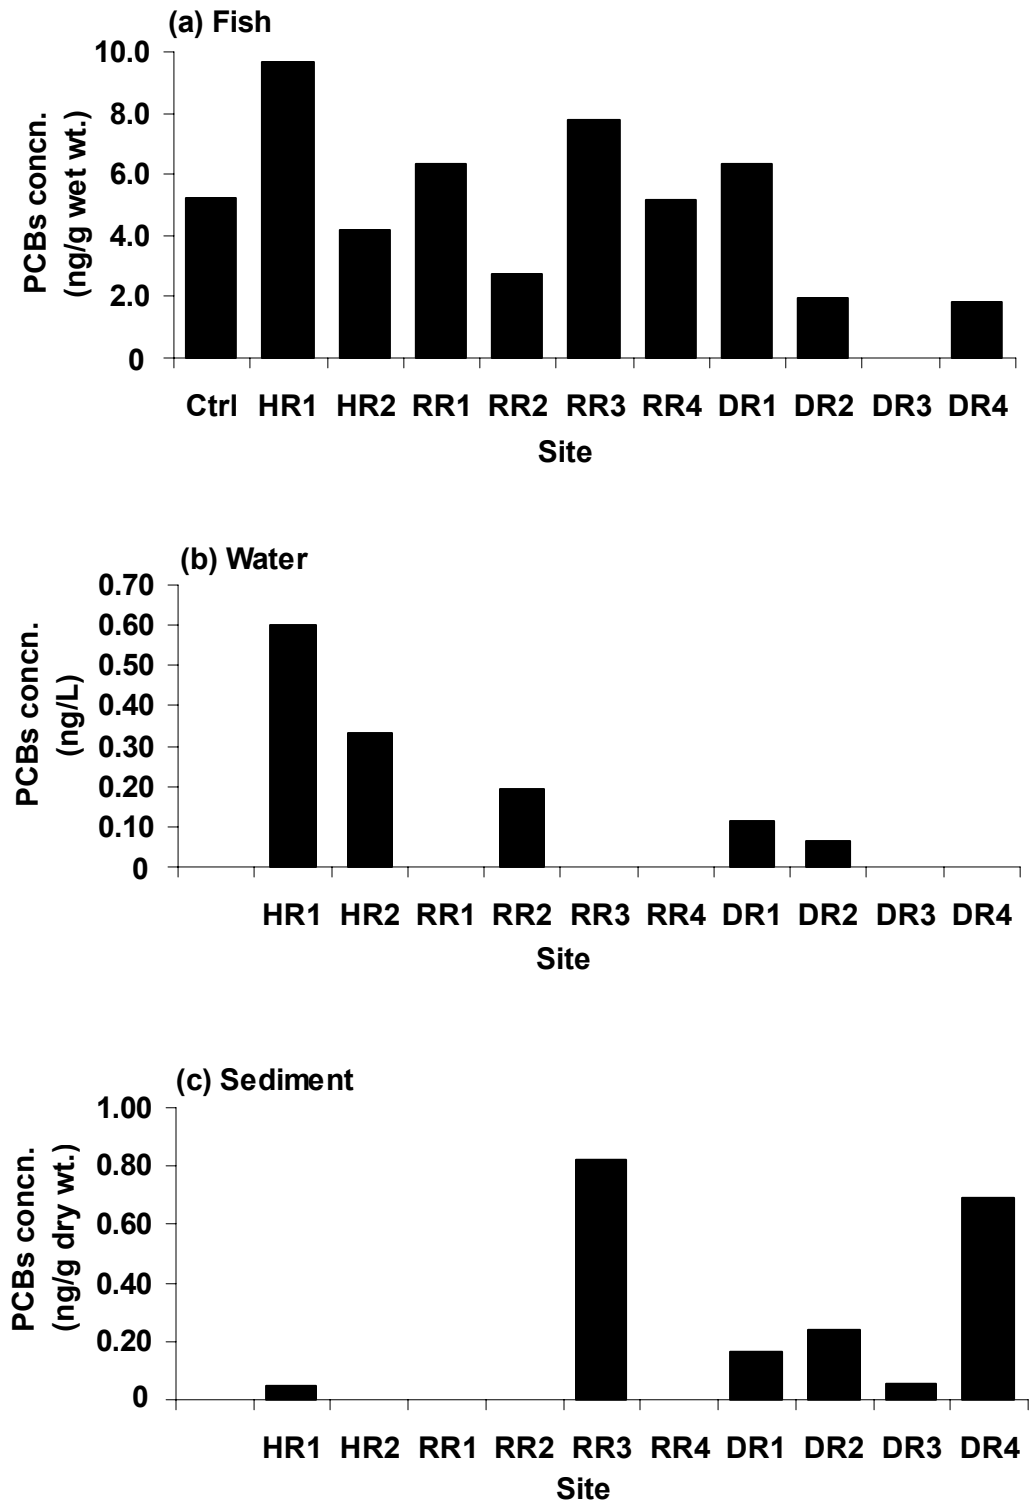 (a) Fish
PCBs concn.
(ng/g wet wt.)
10.0
8.0
6.0
4.0
2.0
0
Ctrl HR1 HR2 RR1 RR2 RR3 RR4 DR1 DR2 DR3 DR4
Site
(b) Water
PCBs concn.
(ng/L)
0.70
0.60
0.50
0.40
0.30
0.20
0.10
0
HR1 HR2 RR1 RR2 RR3 RR4 DR1 DR2 DR3 DR4
Site
(c) Sediment
PCBs concn.
(ng/g dry wt.)
1.00
0.80
0.60
0.40
0.20
0
HR1 HR2 RR1 RR2 RR3 RR4 DR1 DR2 DR3 DR4
Site